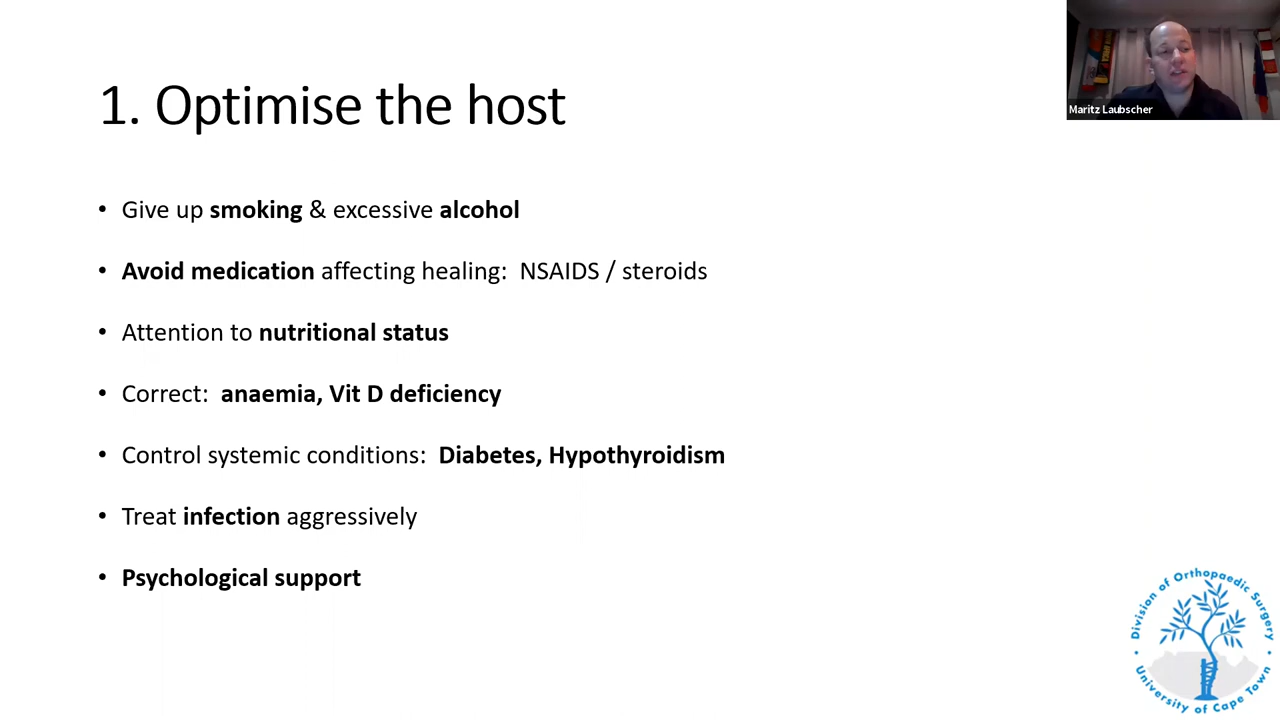 1. Optimise the host
Maritz Laubscher
• Give up smoking & excessive alcohol
• Avoid medication affecting healing: NSAIDS / steroids
• Attention to nutritional status
• Correct: anaemia, Vit D deficiency
• Control systemic conditions: Diabetes, Hypothyroidism
• Treat infection aggressively
• Psychological support
Division of Orthopaedic Surgery
• University of Cape Town •